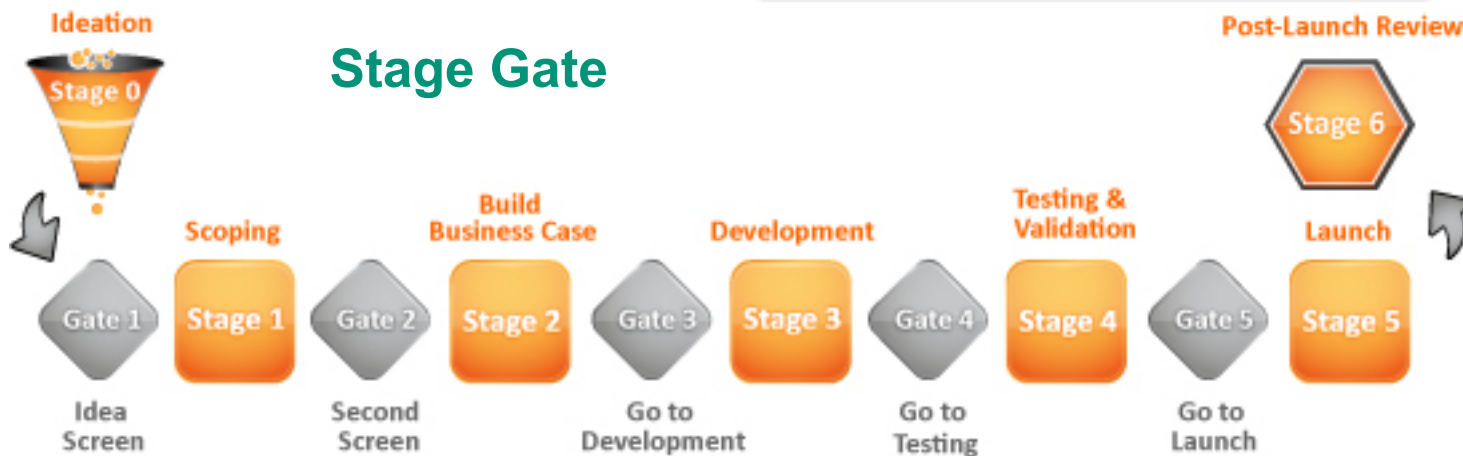 Ideation
Stage 0
Stage Gate
Post-Launch Review
Stage 6
Scoping
Build
Business Case
Development
Testing &
Validation
Launch
Gate 1
Stage 1
Gate 2
Stage 2
Gate 3
Stage 3
Gate 4
Stage 4
Gate 5
Stage 5
Idea
Screen
Second
Screen
Go to
Development
Go to
Testing
Go to
Launch